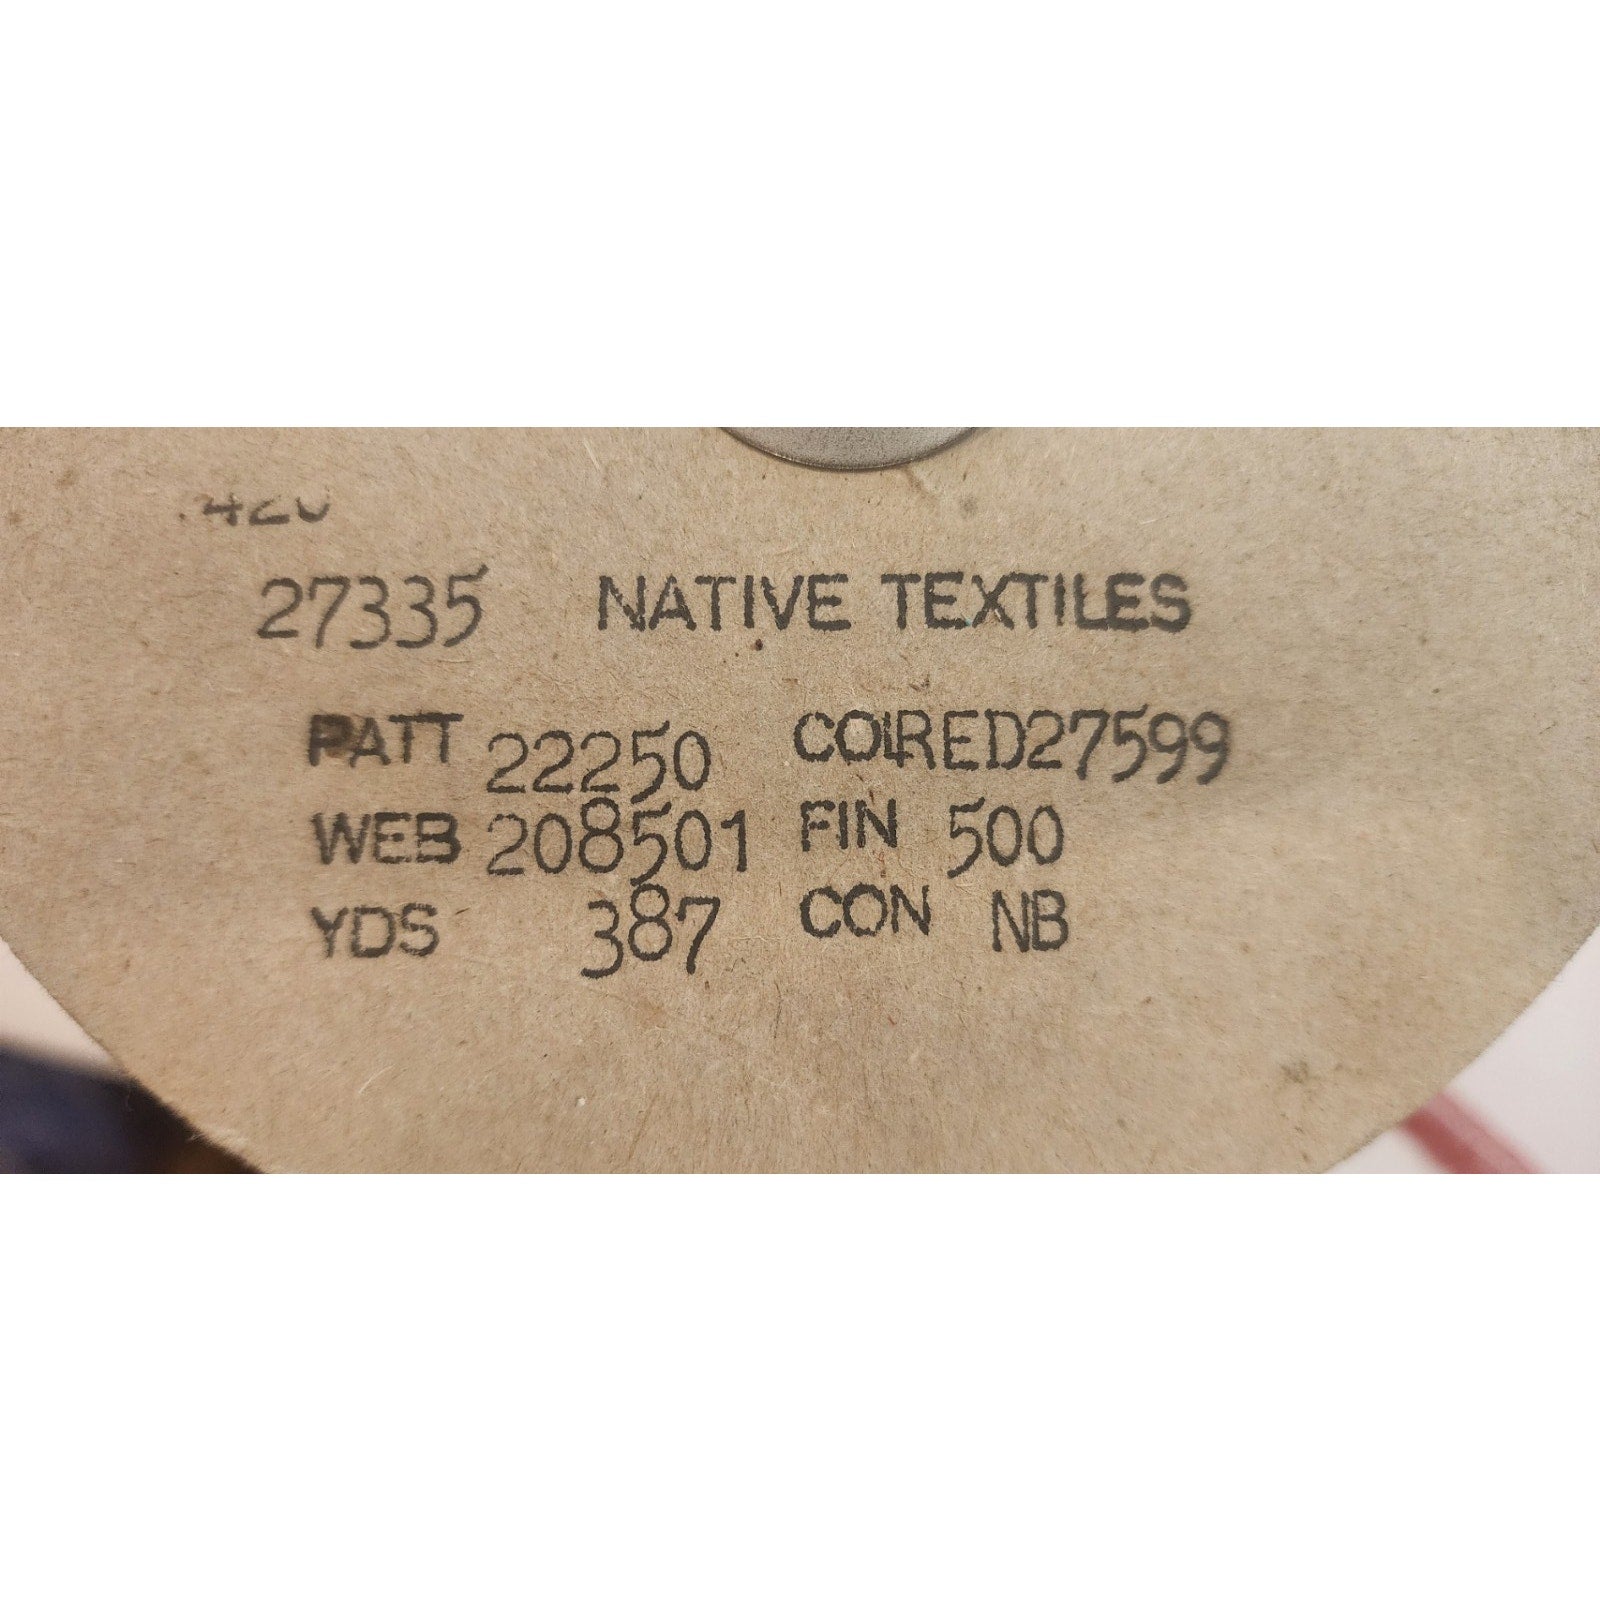 27335 NATIVE TEXTILES
PATT 22250 COLRED27599
WEB 208501 FIN 500
YDS 387 CON NB